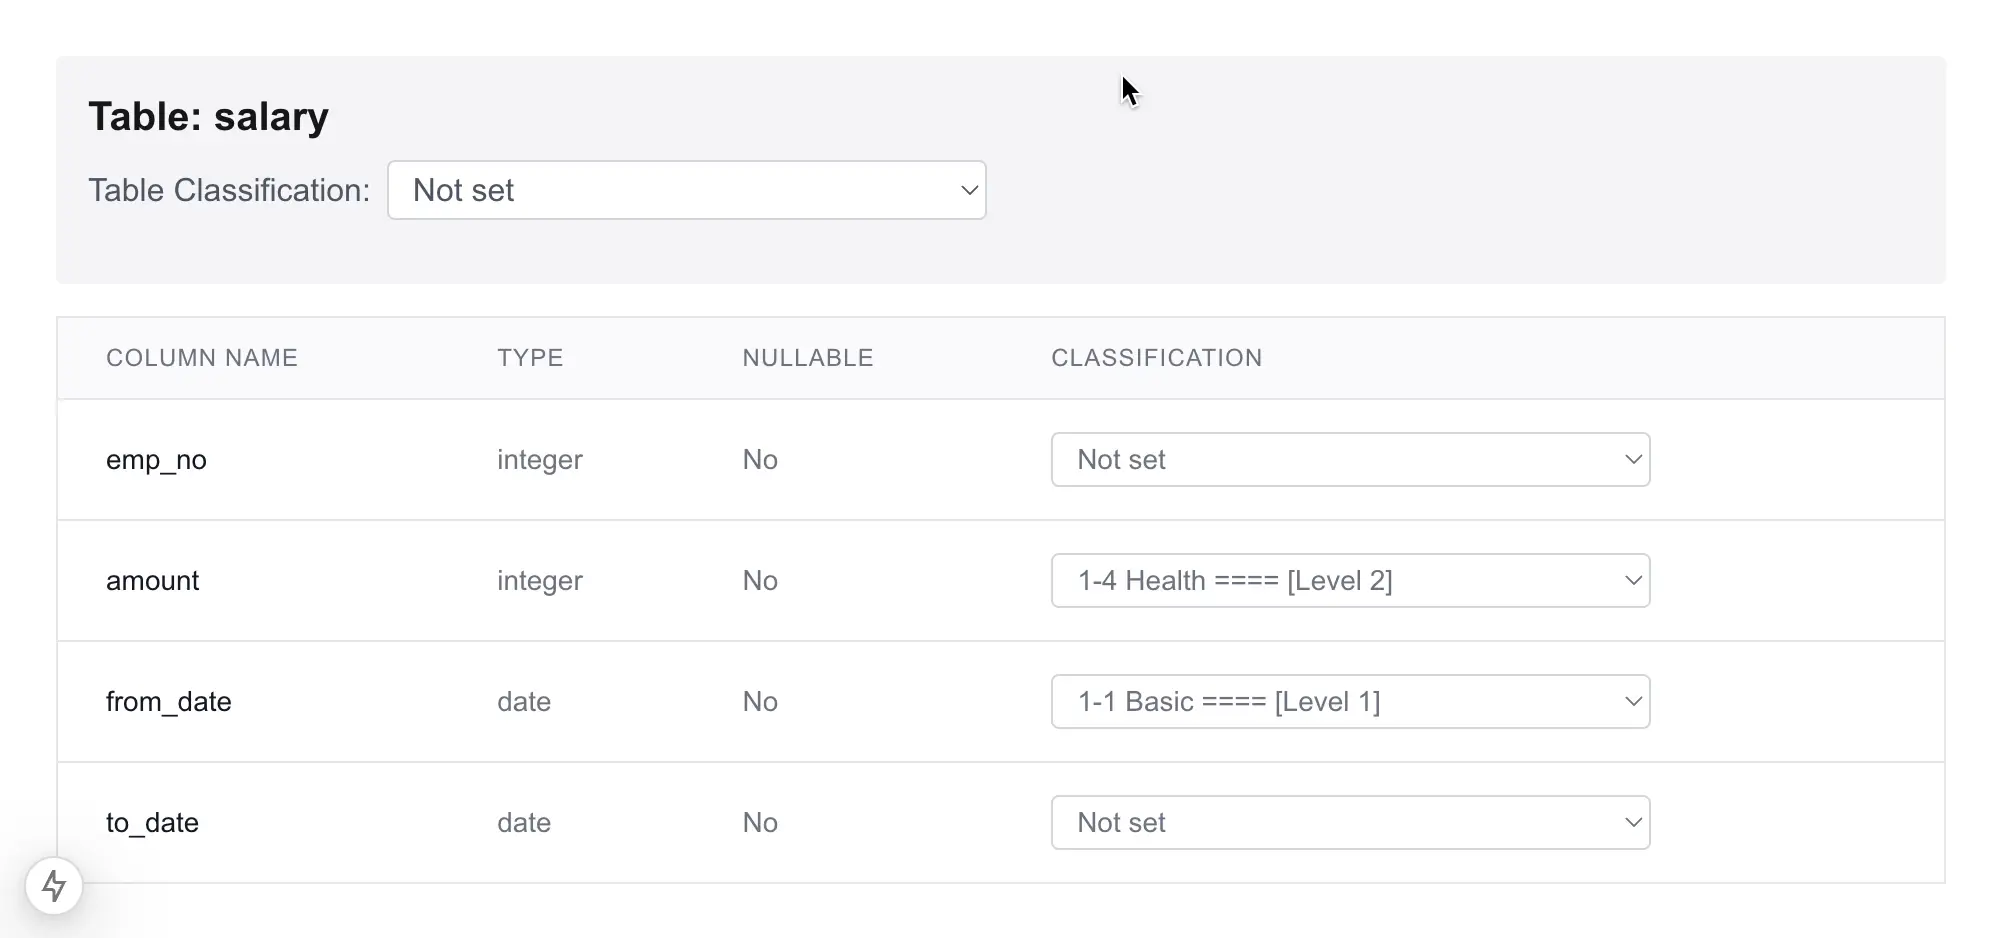 Table: salary
Table Classification: Not set
COLUMN NAME TYPE NULLABLE CLASSIFICATION
emp_no integer No Not set
amount integer No 1-4 Health ==== [Level 2]
from_date date No 1-1 Basic ==== [Level 1]
to_date date No Not set